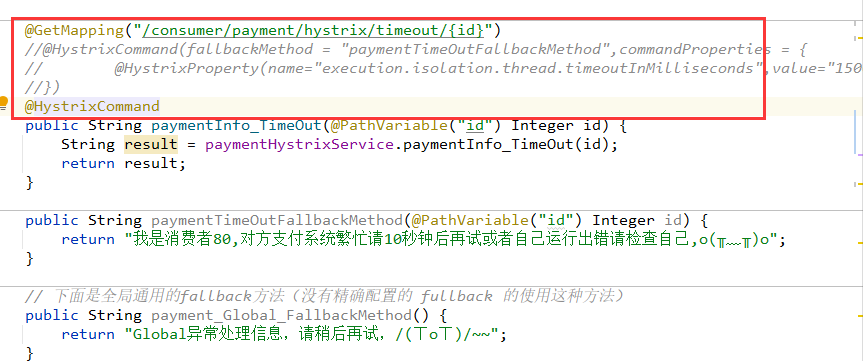 @GetMapping("/consumer/payment/hystrix/timeout/{id}")
//@HystrixCommand(fallbackMethod = "paymentTimeOutFallbackMethod",commandProperties = {
//        @HystrixProperty(name="execution.isolation.thread.timeoutInMilliseconds",value="150
//})
@HystrixCommand
public String paymentInfo_TimeOut(@PathVariable("id") Integer id) {
    String result = paymentHystrixService.paymentInfo_TimeOut(id);
    return result;
}
public String paymentTimeOutFallbackMethod(@PathVariable("id") Integer id) {
    return "我是消费者80,对方支付系统繁忙请10秒钟后再试或者自己运行出错请检查自己,o(╥﹏╥)o";
}
// 下面是全局通用的fallback方法（没有精确配置的 fullback 的使用这种方法）
public String payment_Global_FallbackMethod() {
    return "Global异常处理信息，请稍后再试，/(ㄒoㄒ)/~~";
}